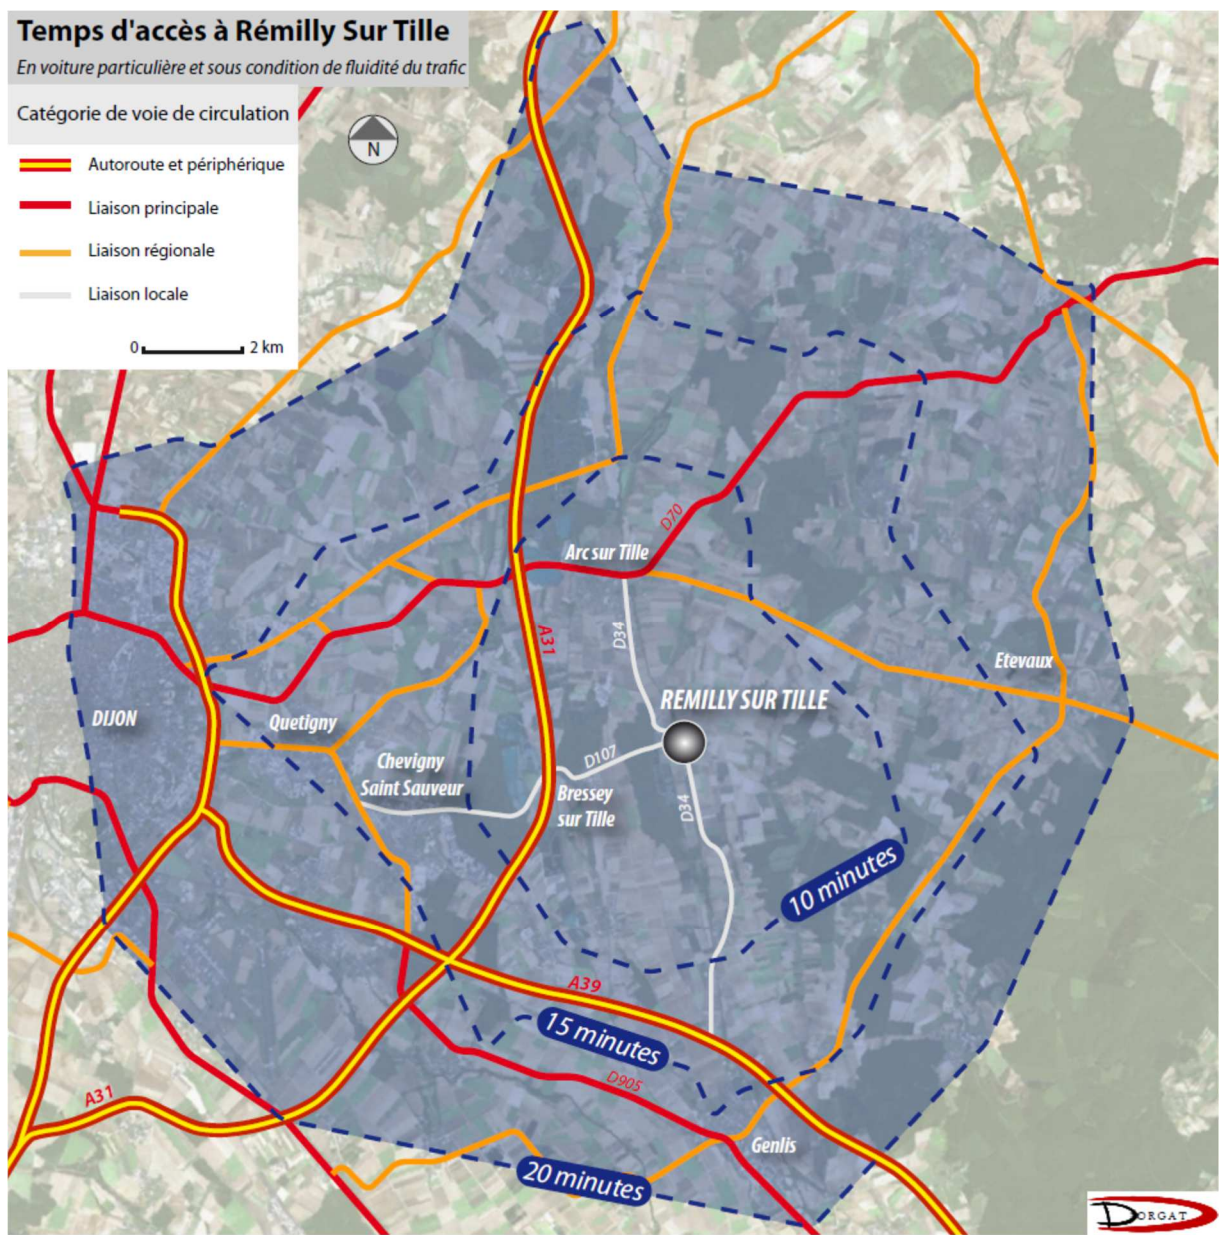 Temps d'accès à Rémilly Sur Tille
En voiture particulière et sous condition de fluidité du trafic
Catégorie de voie de circulation
Autoroute et périphérique
Liaison principale
Liaison régionale
Liaison locale
0 2 km
N
D70
Arc sur Tille
A31
D34
Etevaux
REMILLY SUR TILLE
DIJON
Quetigny
Chevigny
Saint Sauveur
D107
Bressey
sur Tille
D34
10 minutes
A39
15 minutes
D905
A31
Genlis
20 minutes
DORGAT